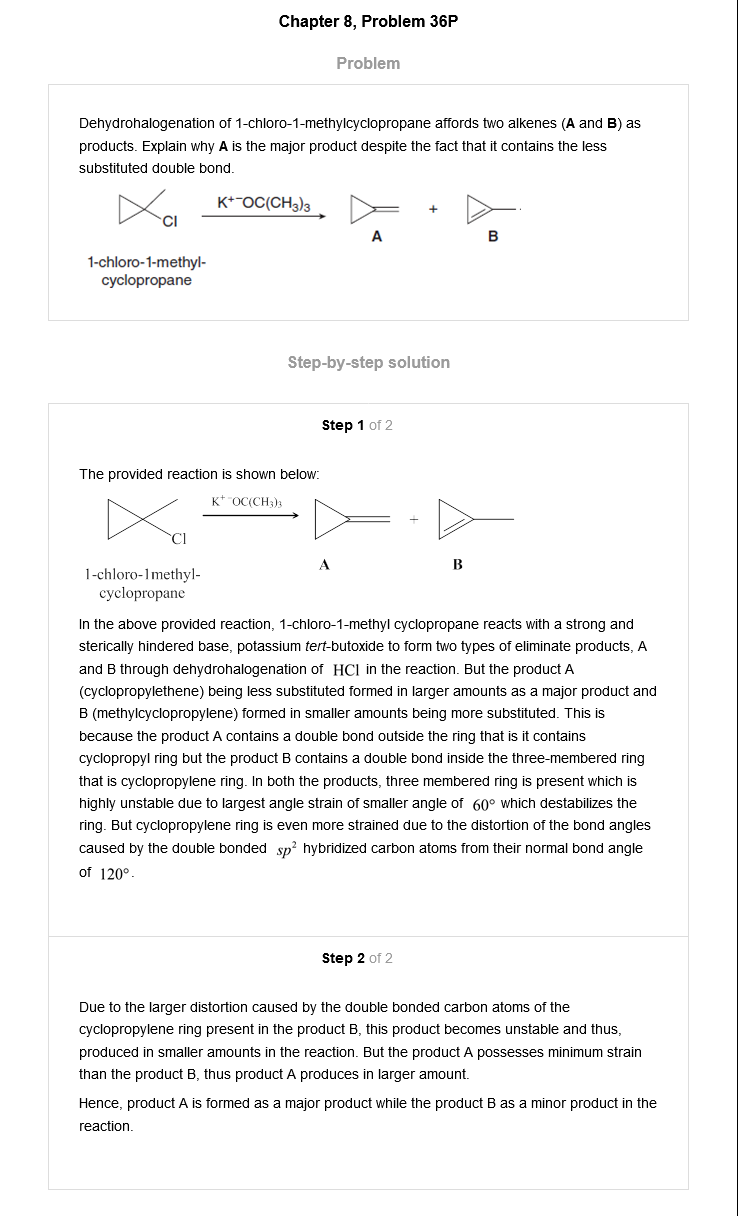 Chapter 8, Problem 36P
Problem
Dehydrohalogenation of 1-chloro-1-methylcyclopropane affords two alkenes (A and B) as
products. Explain why A is the major product despite the fact that it contains the less
substituted double bond.
Cl
K⁺⁻OC(CH₃)₃
+
A
B
1-chloro-1-methyl-
cyclopropane
Step-by-step solution
Step 1 of 2
The provided reaction is shown below:
Cl
K⁺ ⁻OC(CH₃)₃
+
A
B
1-chloro-1methyl-
cyclopropane
In the above provided reaction, 1-chloro-1-methyl cyclopropane reacts with a strong and
sterically hindered base, potassium tert-butoxide to form two types of eliminate products, A
and B through dehydrohalogenation of HCl in the reaction. But the product A
(cyclopropylethene) being less substituted formed in larger amounts as a major product and
B (methylcyclopropylene) formed in smaller amounts being more substituted. This is
because the product A contains a double bond outside the ring that is it contains
cyclopropyl ring but the product B contains a double bond inside the three-membered ring
that is cyclopropylene ring. In both the products, three membered ring is present which is
highly unstable due to largest angle strain of smaller angle of 60° which destabilizes the
ring. But cyclopropylene ring is even more strained due to the distortion of the bond angles
caused by the double bonded sp² hybridized carbon atoms from their normal bond angle
of 120°.
Step 2 of 2
Due to the larger distortion caused by the double bonded carbon atoms of the
cyclopropylene ring present in the product B, this product becomes unstable and thus,
produced in smaller amounts in the reaction. But the product A possesses minimum strain
than the product B, thus product A produces in larger amount.
Hence, product A is formed as a major product while the product B as a minor product in the
reaction.